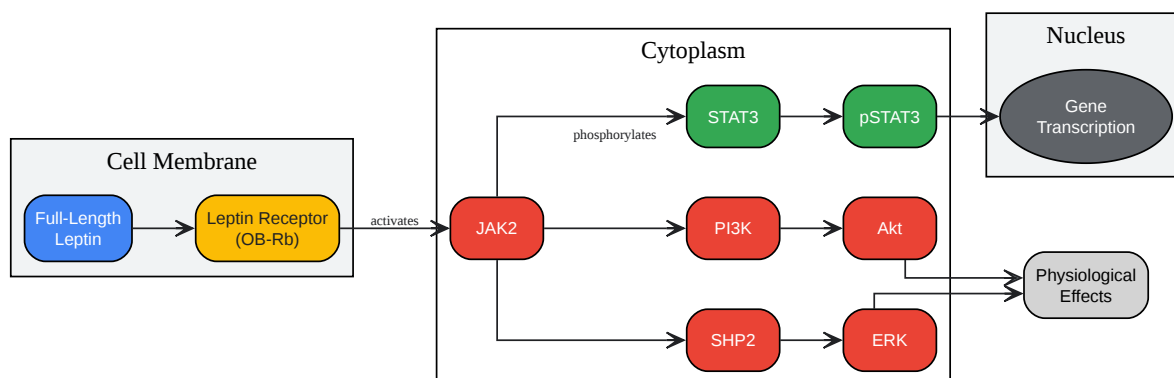 Nucleus
Cytoplasm
Gene
Transcription
STAT3
pSTAT3
phosphorylates
Cell Membrane
Full-Length
Leptin
Leptin Receptor
(OB-Rb)
activates
JAK2
PI3K
Akt
Physiological
Effects
SHP2
ERK